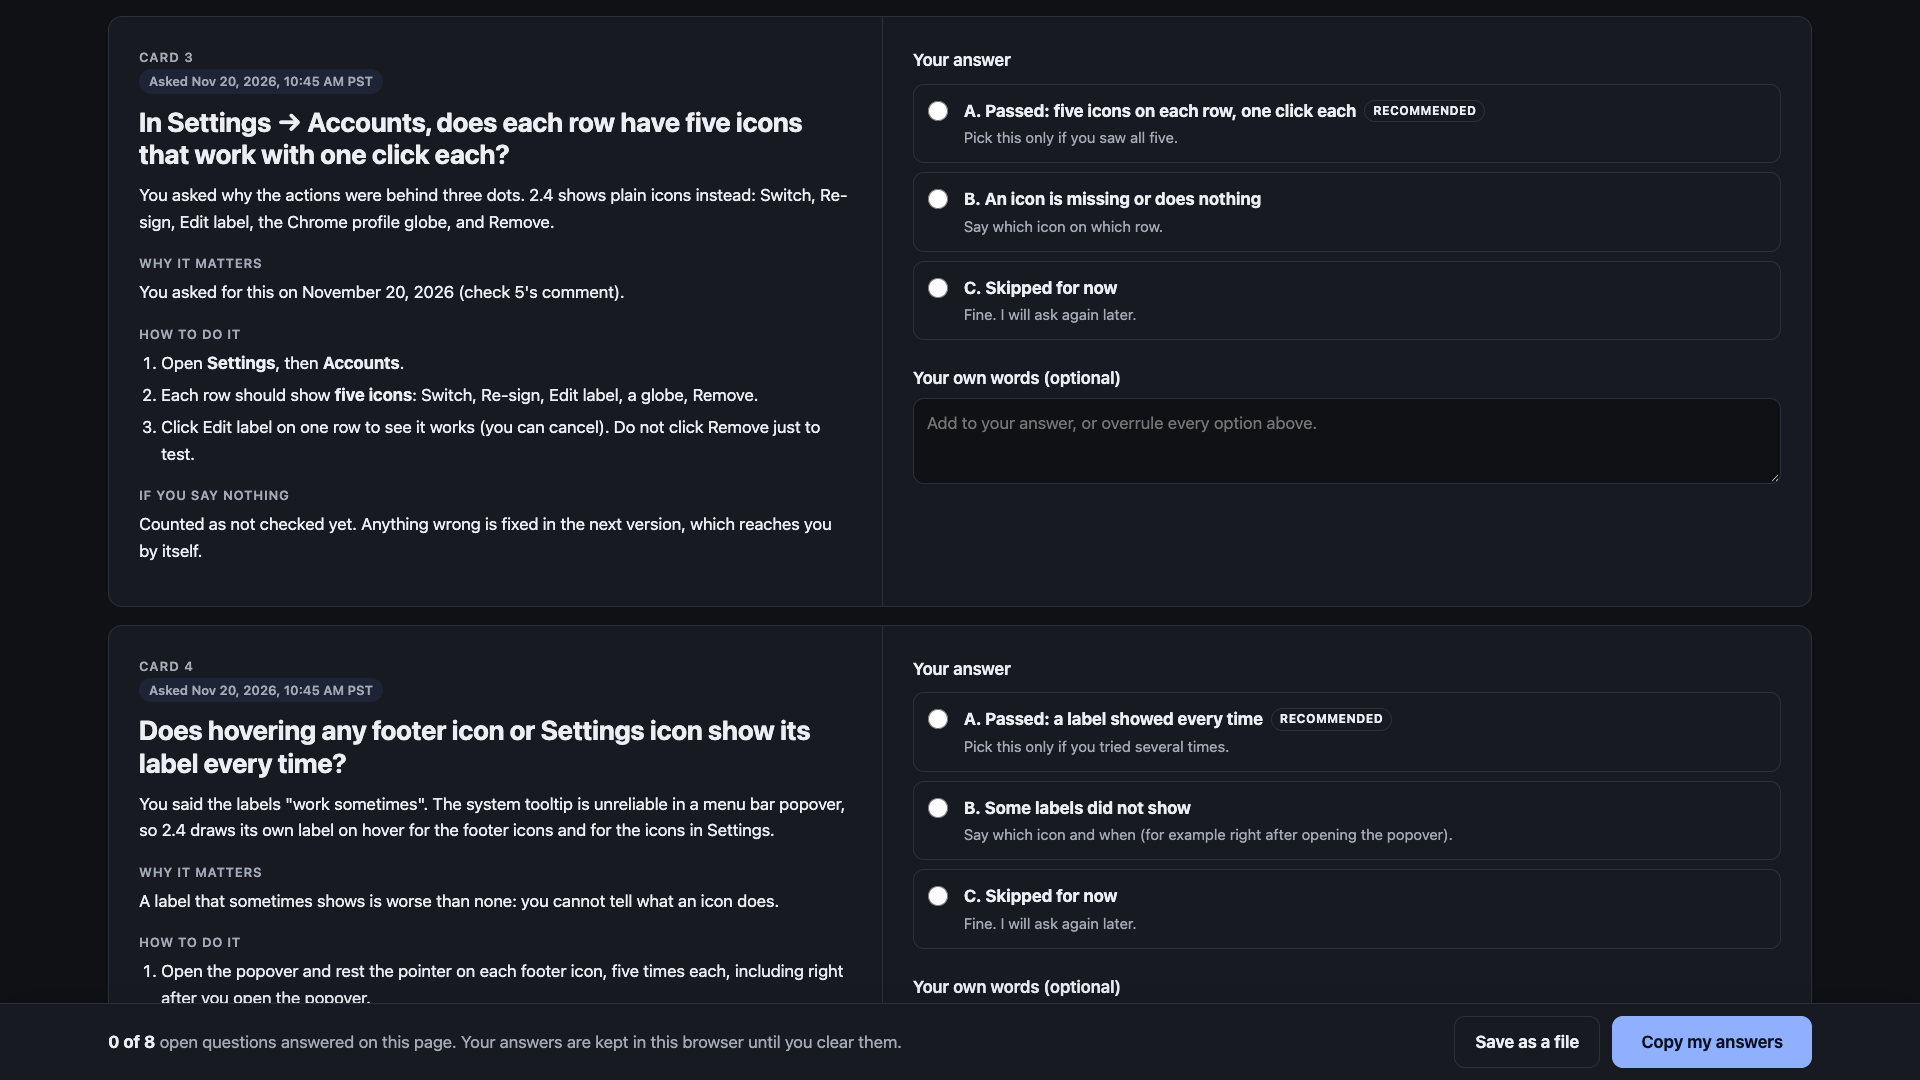 CARD 3
Asked Nov 20, 2026, 10:45 AM PST
In Settings → Accounts, does each row have five icons
that work with one click each?
You asked why the actions were behind three dots. 2.4 shows plain icons instead: Switch, Re-
sign, Edit label, the Chrome profile globe, and Remove.
WHY IT MATTERS
You asked for this on November 20, 2026 (check 5's comment).
HOW TO DO IT
1. Open Settings, then Accounts.
2. Each row should show five icons: Switch, Re-sign, Edit label, a globe, Remove.
3. Click Edit label on one row to see it works (you can cancel). Do not click Remove just to
test.
IF YOU SAY NOTHING
Counted as not checked yet. Anything wrong is fixed in the next version, which reaches you
by itself.
Your answer
A. Passed: five icons on each row, one click each RECOMMENDED
Pick this only if you saw all five.
B. An icon is missing or does nothing
Say which icon on which row.
C. Skipped for now
Fine. I will ask again later.
Your own words (optional)
Add to your answer, or overrule every option above.
CARD 4
Asked Nov 20, 2026, 10:45 AM PST
Does hovering any footer icon or Settings icon show its
label every time?
You said the labels "work sometimes". The system tooltip is unreliable in a menu bar popover,
so 2.4 draws its own label on hover for the footer icons and for the icons in Settings.
WHY IT MATTERS
A label that sometimes shows is worse than none: you cannot tell what an icon does.
HOW TO DO IT
1. Open the popover and rest the pointer on each footer icon, five times each, including right
after you open the popover.
Your answer
A. Passed: a label showed every time RECOMMENDED
Pick this only if you tried several times.
B. Some labels did not show
Say which icon and when (for example right after opening the popover).
C. Skipped for now
Fine. I will ask again later.
Your own words (optional)
0 of 8 open questions answered on this page. Your answers are kept in this browser until you clear them.
Save as a file
Copy my answers